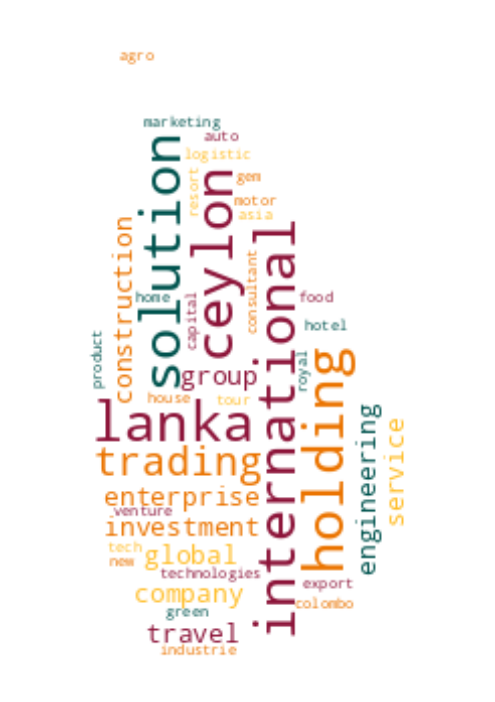 agro
marketing
auto
logistic
solution
ceylon
resort
gem
motor
asia
construction
international
consultant
home
capital
food
hotel
product
royal
group
holding
house
tour
lanka
engineering
service
trading
enterprise
venture
investment
tech
global
new
technologies
company
export
colombo
green
travel
industrie